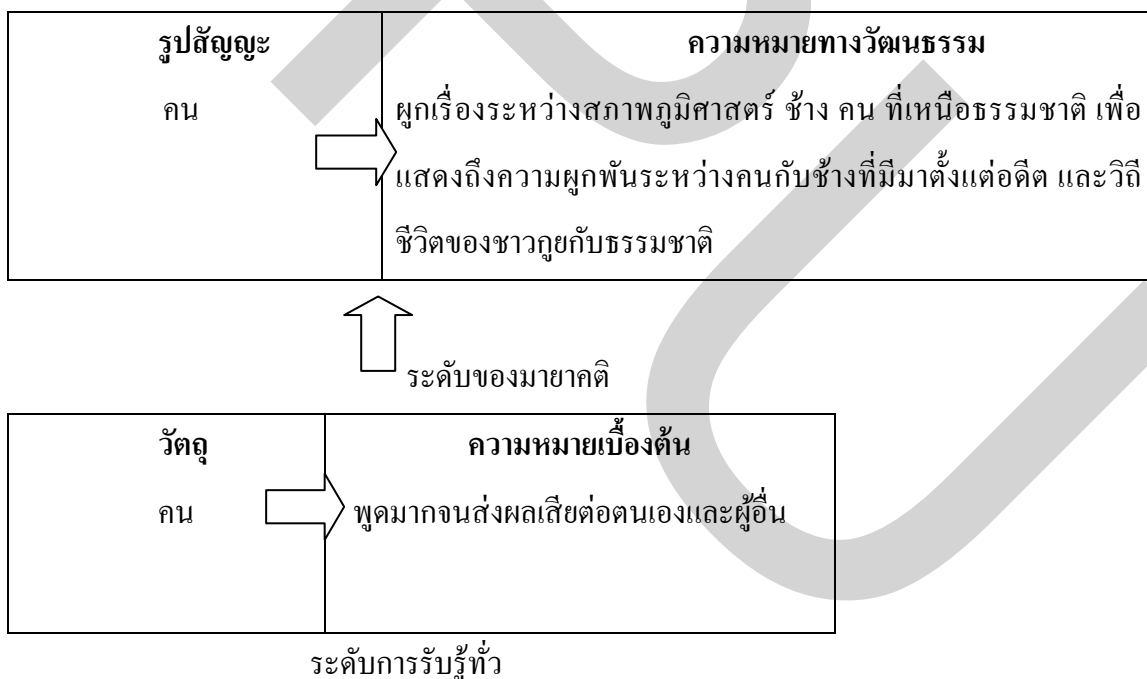 รูปสัญญะ ความหมายทางวัฒนธรรม
คน ผูกเรื่องระหว่างสภาพภูมิศาสตร์ ช้าง คน ที่เหนือธรรมชาติ เพื่อ
แสดงถึงความผูกพันระหว่างคนกับช้างที่มีมาตั้งแต่อดีต และวิถี
ชีวิตของชาวกูยกับธรรมชาติ
ระดับของมายาคติ
วัตถุ ความหมายเบื้องต้น
คน พูดมากจนส่งผลเสียต่อตนเองและผู้อื่น
ระดับการรับรู้ทั่ว